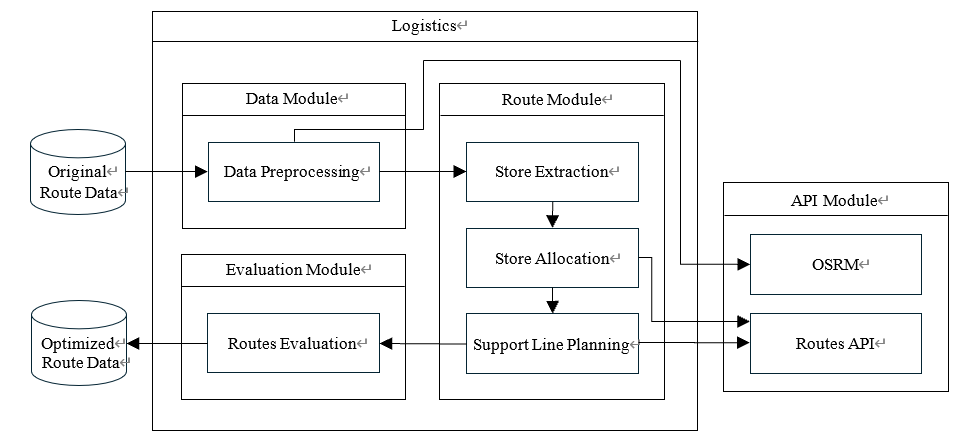 Logistics
Data Module
Route Module
Original
Route Data
Data Preprocessing
Store Extraction
API Module
Evaluation Module
Store Allocation
OSRM
Optimized
Route Data
Routes Evaluation
Support Line Planning
Routes API